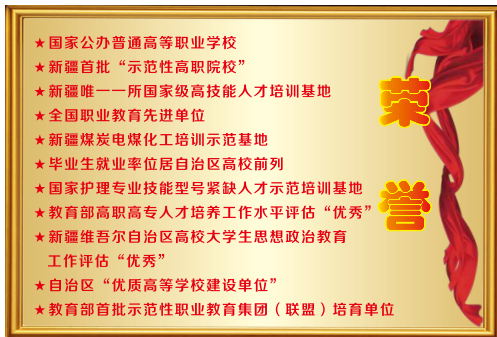 ★国家公办普通高等职业学校
★新疆首批“示范性高职院校”
★新疆唯一一所国家级高技能人才培训基地
★全国职业教育先进单位
★新疆煤炭电煤化工培训示范基地
★毕业生就业率位居自治区高校前列
★国家护理专业技能型号紧缺人才示范培训基地
★教育部高职高专人才培养工作水平评估“优秀”
★新疆维吾尔自治区高校大学生思想政治教育
工作评估“优秀”
★自治区“优质高等学校建设单位”
★教育部首批示范性职业教育集团（联盟）培育单位
荣
誉